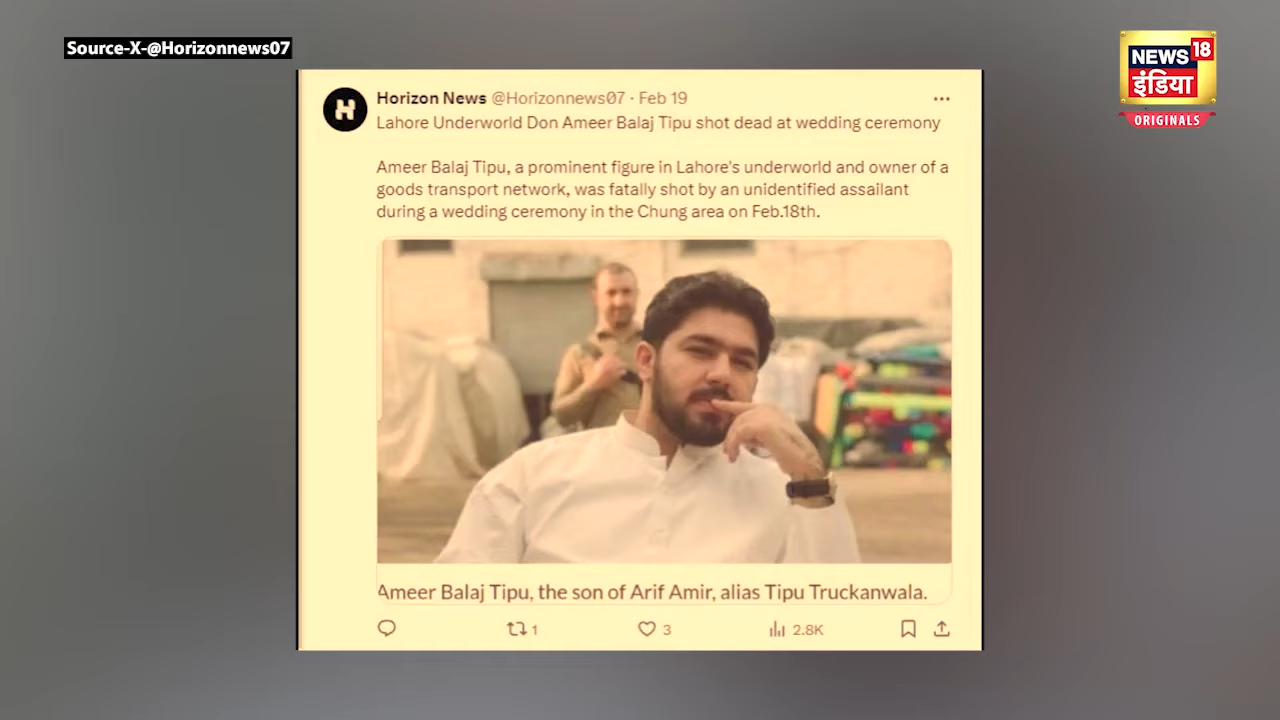 Source-X-@Horizonnews07
NEWS 18
इंडिया
ORIGINALS
Horizon News @Horizonnews07 · Feb 19
Lahore Underworld Don Ameer Balaj Tipu shot dead at wedding ceremony
Ameer Balaj Tipu, a prominent figure in Lahore's underworld and owner of a
goods transport network, was fatally shot by an unidentified assailant
during a wedding ceremony in the Chung area on Feb.18th.
Ameer Balaj Tipu, the son of Arif Amir, alias Tipu Truckanwala.
1 3 2.8K